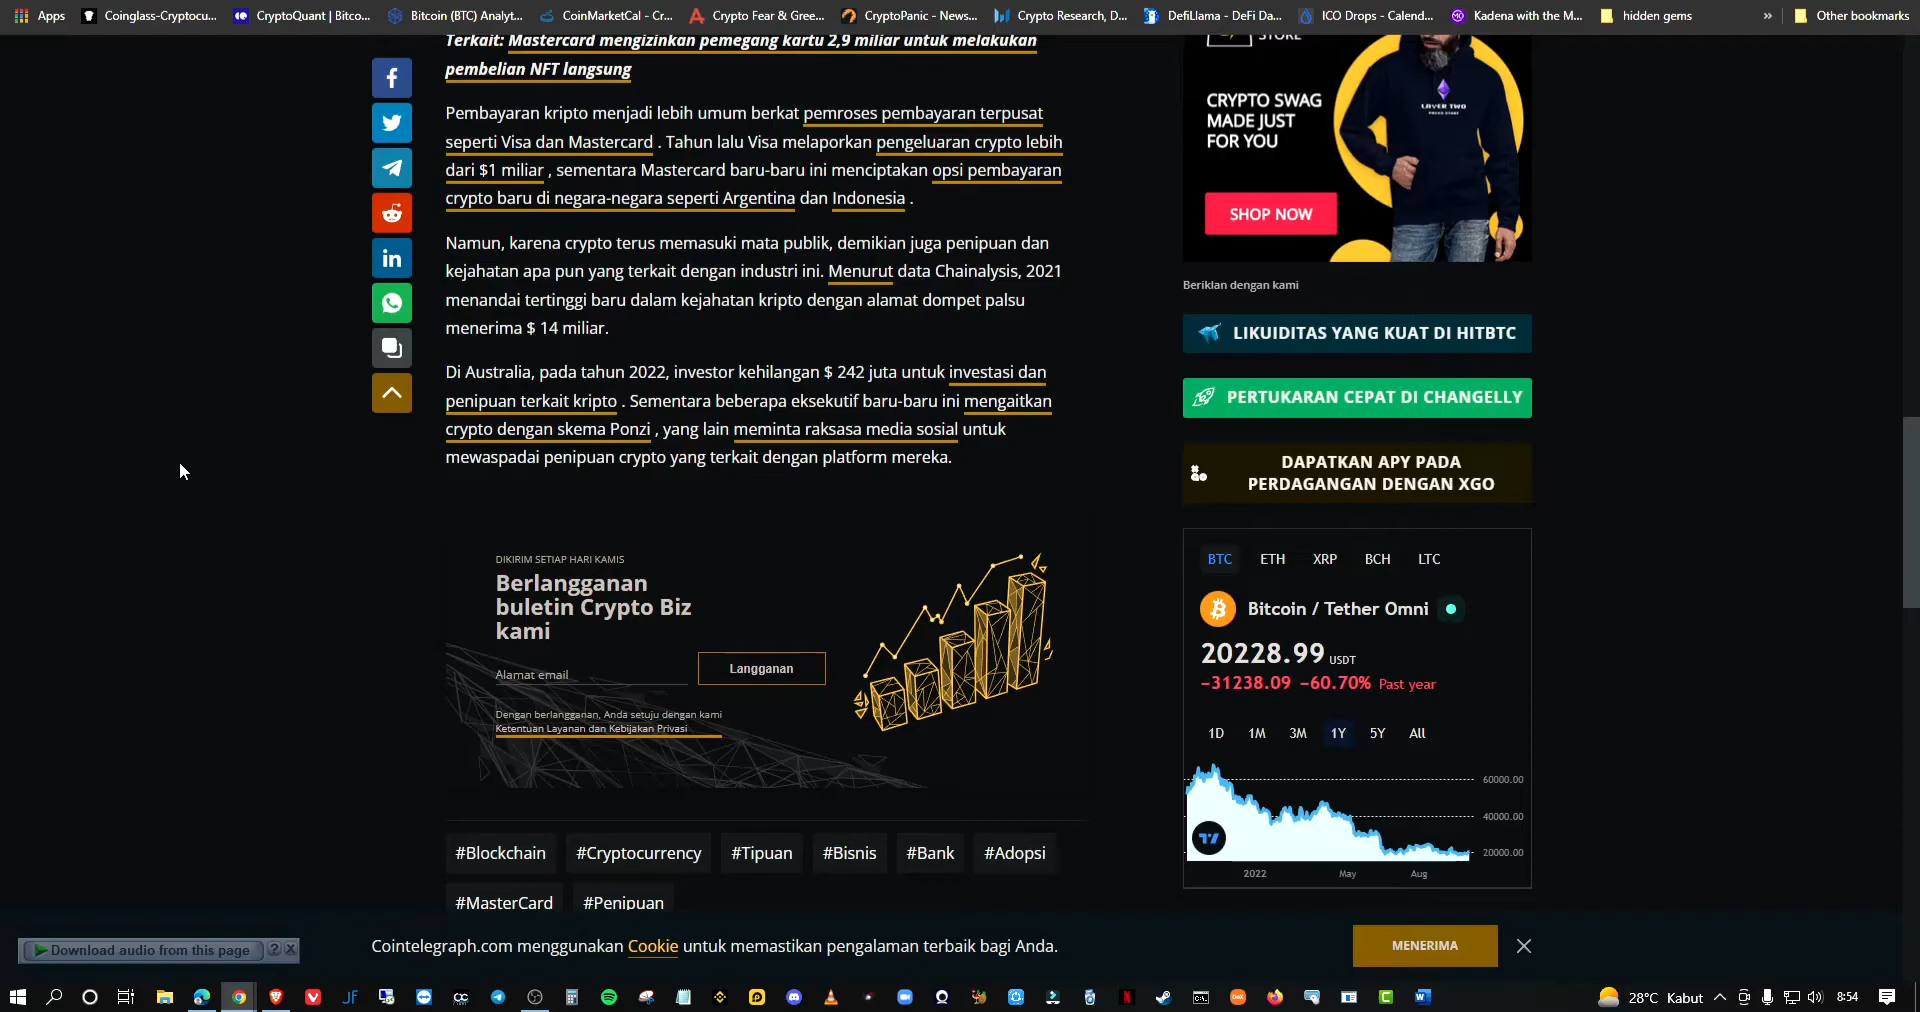 Apps
Coinglass-Cryptocu...
CryptoQuant | Bitco...
Bitcoin (BTC) Analyt...
CoinMarketCal - Cr...
Crypto Fear & Gree...
CryptoPanic - News...
Crypto Research, D...
DefiLlama - DeFi Da...
ICO Drops - Calend...
Kadena with the M...
hidden gems
»
Other bookmarks
Terkait: Mastercard mengizinkan pemegang kartu 2,9 miliar untuk melakukan
pembelian NFT langsung
Pembayaran kripto menjadi lebih umum berkat pemroses pembayaran terpusat
seperti Visa dan Mastercard . Tahun lalu Visa melaporkan pengeluaran crypto lebih
dari $1 miliar , sementara Mastercard baru-baru ini menciptakan opsi pembayaran
crypto baru di negara-negara seperti Argentina dan Indonesia .
Namun, karena crypto terus memasuki mata publik, demikian juga penipuan dan
kejahatan apa pun yang terkait dengan industri ini. Menurut data Chainalysis, 2021
menandai tertinggi baru dalam kejahatan kripto dengan alamat dompet palsu
menerima $ 14 miliar.
Di Australia, pada tahun 2022, investor kehilangan $ 242 juta untuk investasi dan
penipuan terkait kripto . Sementara beberapa eksekutif baru-baru ini mengaitkan
crypto dengan skema Ponzi , yang lain meminta raksasa media sosial untuk
mewaspadai penipuan crypto yang terkait dengan platform mereka.
DIKIRIM SETIAP HARI KAMIS
Berlangganan
buletin Crypto Biz
kami
Alamat email
Langganan
Dengan berlangganan, Anda setuju dengan kami
Ketentuan Layanan dan Kebijakan Privasi
#Blockchain
#Cryptocurrency
#Tipuan
#Bisnis
#Bank
#Adopsi
#MasterCard
#Penipuan
STORE
CRYPTO SWAG
MADE JUST
FOR YOU
LAYER TWO
SHOP NOW
Beriklan dengan kami
LIKUIDITAS YANG KUAT DI HITBTC
PERTUKARAN CEPAT DI CHANGELLY
DAPATKAN APY PADA
PERDAGANGAN DENGAN XGO
BTC
ETH
XRP
BCH
LTC
Bitcoin / Tether Omni
20228.99 USDT
−31238.09 −60.70% Past year
1D
1M
3M
1Y
5Y
All
60000.00
40000.00
20000.00
2022
May
Aug
Cointelegraph.com menggunakan Cookie untuk memastikan pengalaman terbaik bagi Anda.
MENERIMA
Download audio from this page
28°C Kabut
8:54